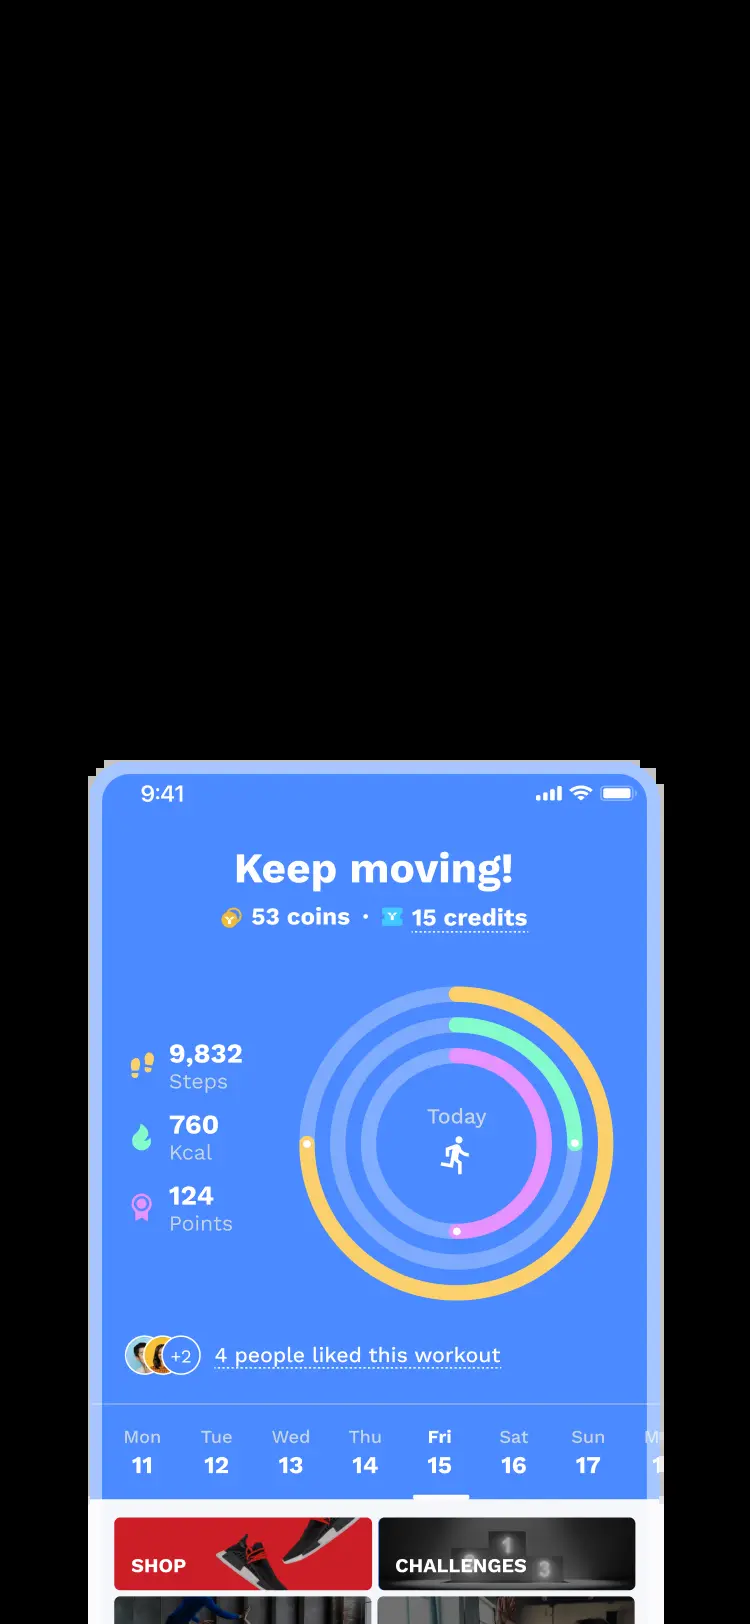 9:41
Keep moving!
53 coins · 15 credits
9,832
Steps
760
Kcal
124
Points
Today
+2
4 people liked this workout
Mon Tue Wed Thu Fri Sat Sun
11 12 13 14 15 16 17
SHOP
CHALLENGES
1
3